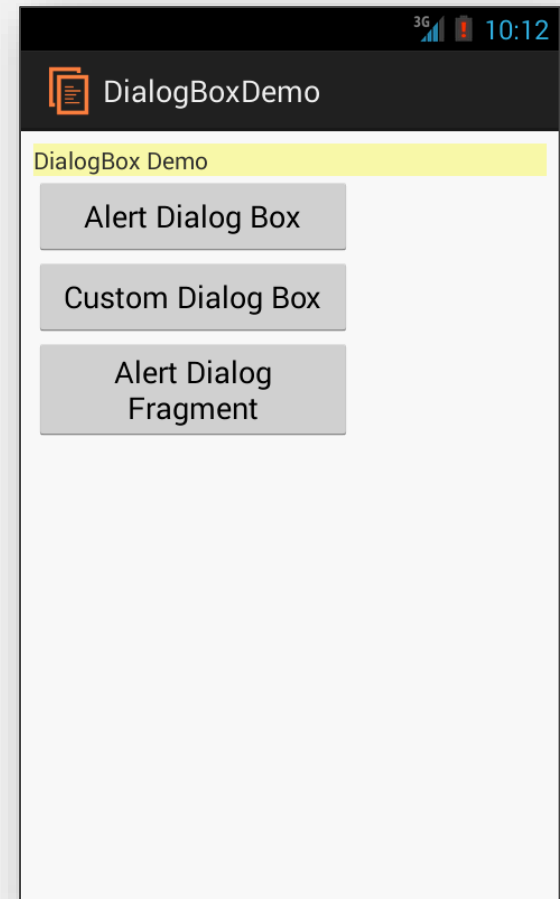 3G 10:12
DialogBoxDemo
DialogBox Demo
Alert Dialog Box
Custom Dialog Box
Alert Dialog
Fragment